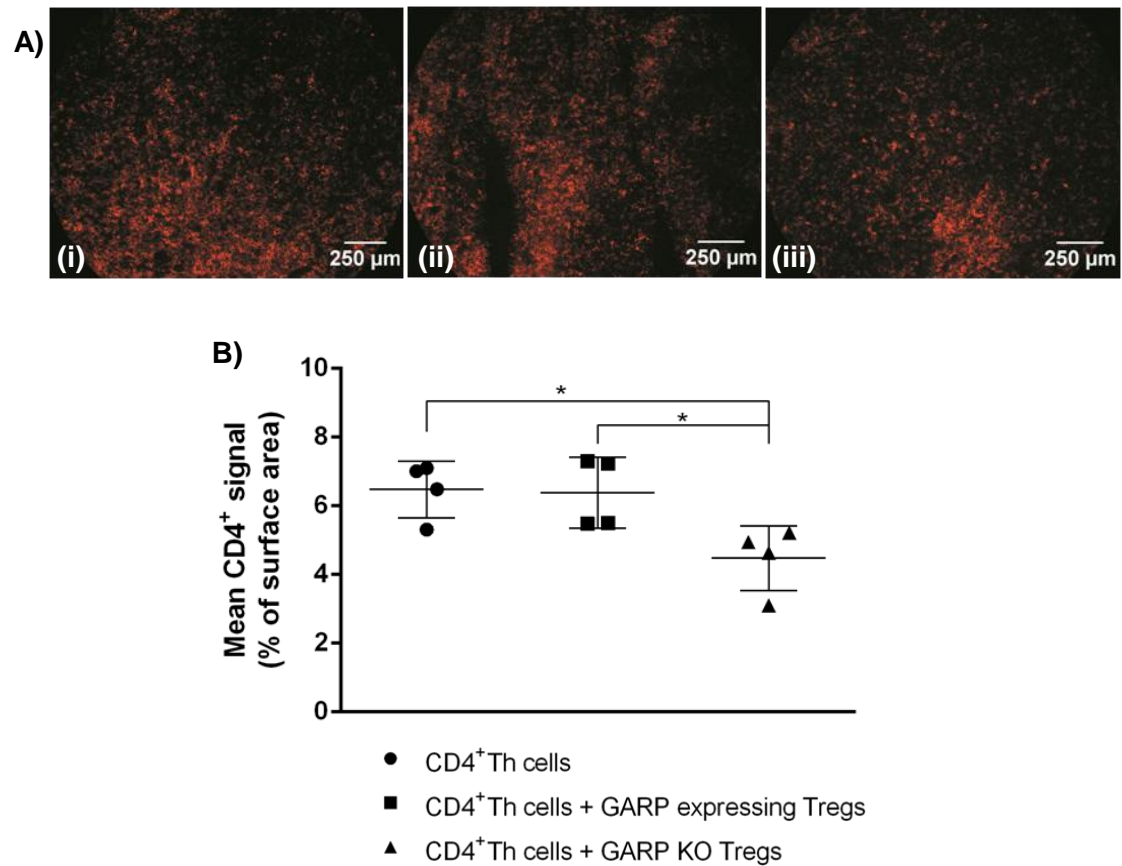 A)
(i) 250 µm (ii) 250 µm (iii) 250 µm
B)
10
8
6
4
2
0
Mean CD4⁺ signal
(% of surface area)
*
*
CD4⁺Th cells
CD4⁺Th cells + GARP expressing Tregs
CD4⁺Th cells + GARP KO Tregs